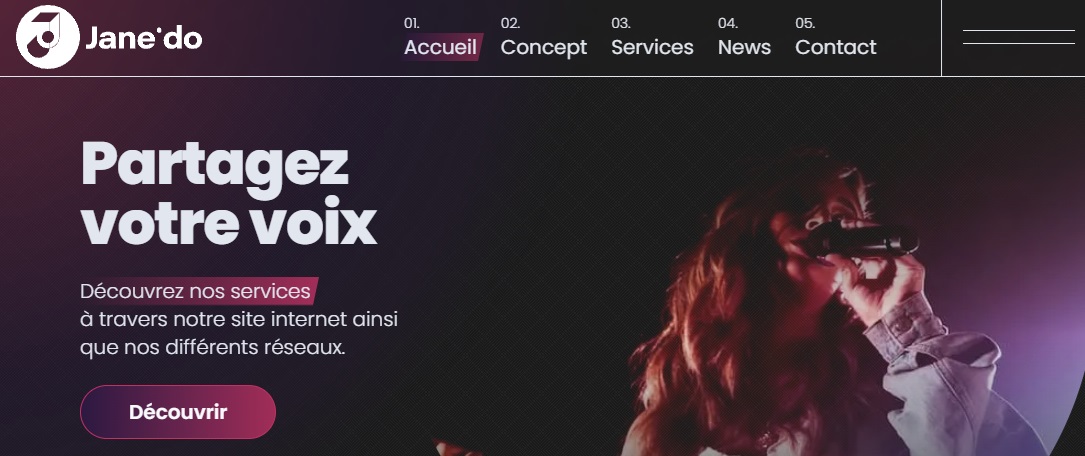 Jane'do
01.
Accueil
02.
Concept
03.
Services
04.
News
05.
Contact
Partagez
votre voix
Découvrez nos services
à travers notre site internet ainsi
que nos différents réseaux.
Découvrir